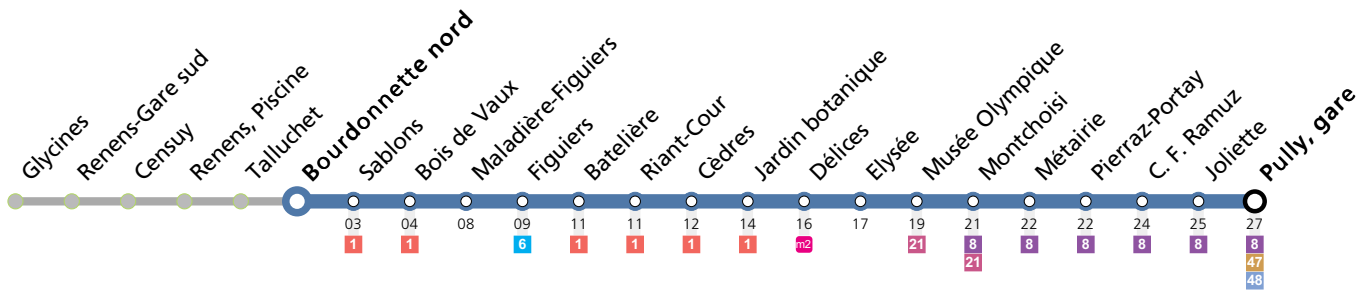 Glycines
Renens-Gare sud
Censuy
Renens, Piscine
Talluchet
Bourdonnette nord
Sablons
Bois de Vaux
Maladière-Figuiers
Figuiers
Batelière
Riant-Cour
Cèdres
Jardin botanique
Délices
Elysée
Musée Olympique
Montchoisi
Métairie
Pierraz-Portay
C. F. Ramuz
Joliette
Pully, gare
03 04 08 09 11 11 12 14 16 17 19 21 22 22 24 25 27
1 1 6 1 1 1 1 m2 21 8 8 8 8 8 8
21 47
48